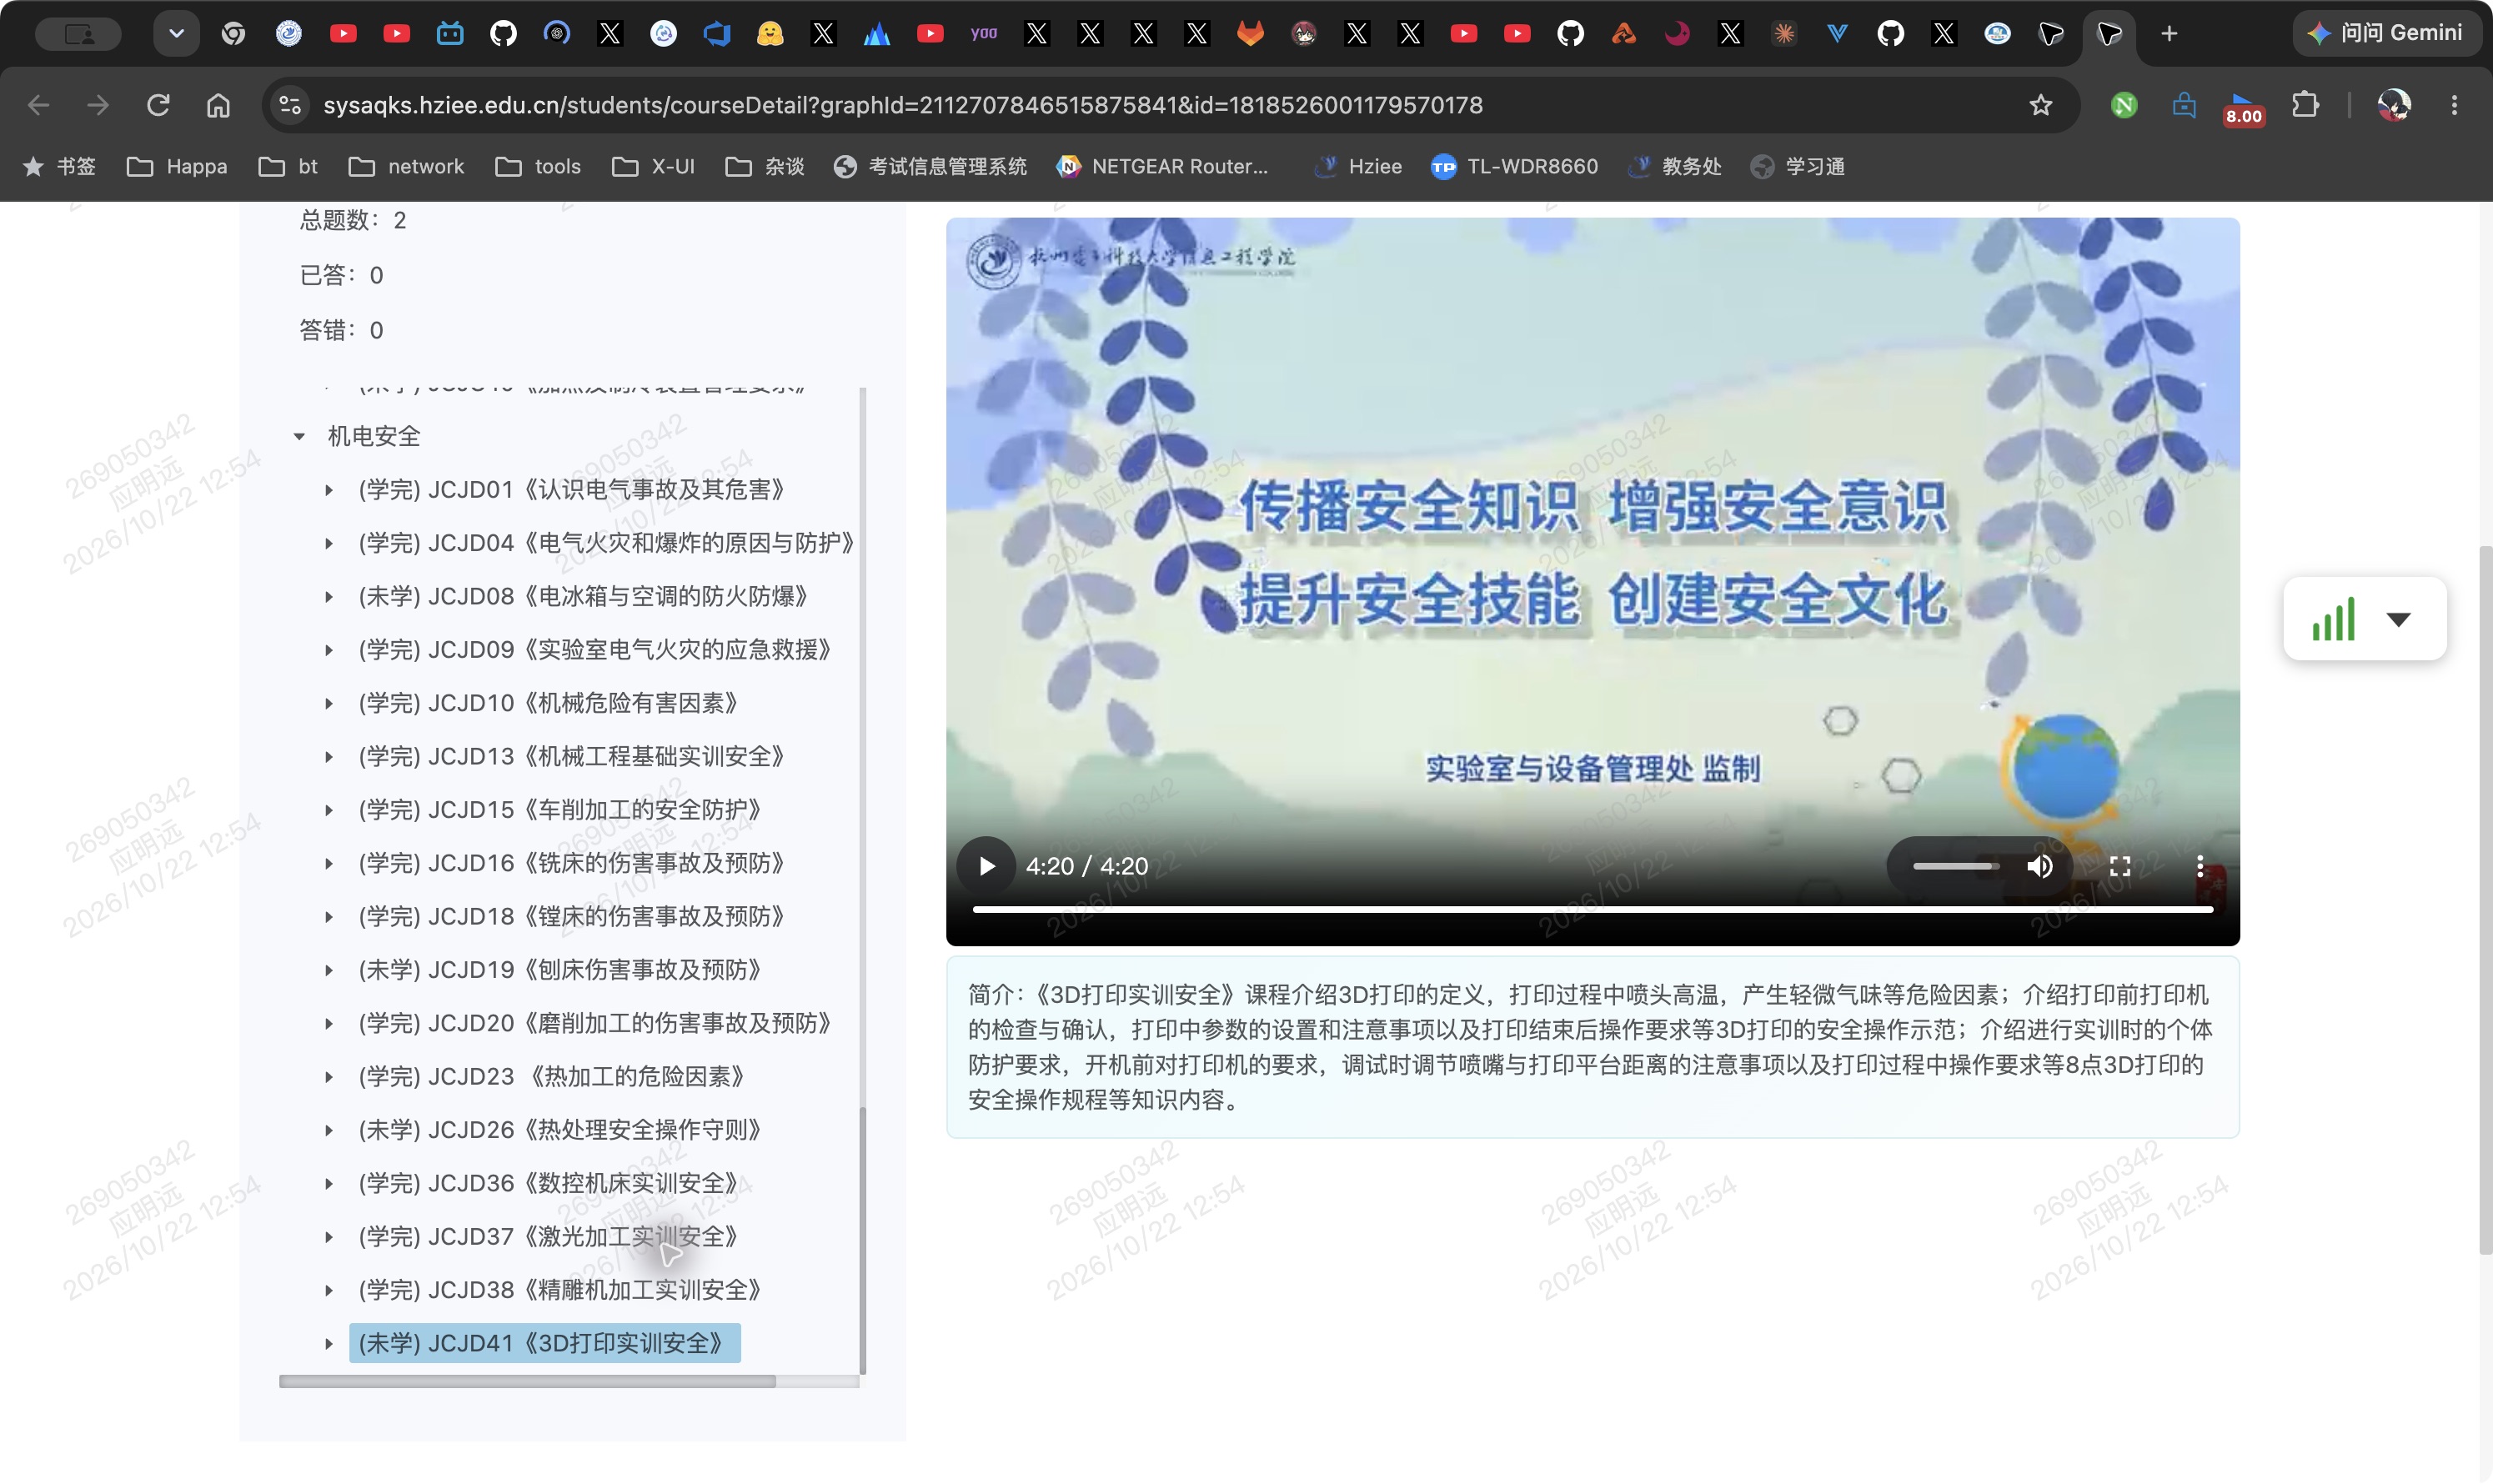 yoo
问问 Gemini
sysaqks.hziee.edu.cn/students/courseDetail?graphId=2112707846515875841&id=1818526001179570178
8.00
书签
Happa
bt
network
tools
X-UI
杂谈
考试信息管理系统
NETGEAR Router...
Hziee
TL-WDR8660
教务处
学习通
总题数：2
已答：0
答错：0
机电安全
(学完) JCJD01《认识电气事故及其危害》
(学完) JCJD04《电气火灾和爆炸的原因与防护》
(未学) JCJD08《电冰箱与空调的防火防爆》
(学完) JCJD09《实验室电气火灾的应急救援》
(学完) JCJD10《机械危险有害因素》
(学完) JCJD13《机械工程基础实训安全》
(学完) JCJD15《车削加工的安全防护》
(学完) JCJD16《铣床的伤害事故及预防》
(学完) JCJD18《镗床的伤害事故及预防》
(未学) JCJD19《刨床伤害事故及预防》
(学完) JCJD20《磨削加工的伤害事故及预防》
(学完) JCJD23 《热加工的危险因素》
(未学) JCJD26《热处理安全操作守则》
(学完) JCJD36《数控机床实训安全》
(学完) JCJD37《激光加工实训安全》
(学完) JCJD38《精雕机加工实训安全》
(未学) JCJD41《3D打印实训安全》
杭州电子科技大学信息工程学院
传播安全知识 增强安全意识
提升安全技能 创建安全文化
实验室与设备管理处 监制
4:20 / 4:20
简介：《3D打印实训安全》课程介绍3D打印的定义，打印过程中喷头高温，产生轻微气味等危险因素；介绍打印前打印机
的检查与确认，打印中参数的设置和注意事项以及打印结束后操作要求等3D打印的安全操作示范；介绍进行实训时的个体
防护要求，开机前对打印机的要求，调试时调节喷嘴与打印平台距离的注意事项以及打印过程中操作要求等8点3D打印的
安全操作规程等知识内容。
269050342
应明远
2026/10/22 12:54